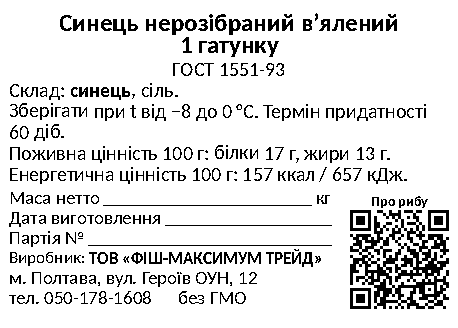 Синець нерозібраний в’ялений
1 гатунку
ГОСТ 1551-93
Склад: синець, сіль.
Зберігати при t від −8 до 0 °С. Термін придатності
60 діб.
Поживна цінність 100 г: білки 17 г, жири 13 г.
Енергетична цінність 100 г: 157 ккал / 657 кДж.
Маса нетто ______________________ кг
Дата виготовлення __________________
Партія № __________________________
Про рибу
Виробник: ТОВ «ФІШ-МАКСИМУМ ТРЕЙД»
м. Полтава, вул. Героїв ОУН, 12
тел. 050-178-1608 без ГМО